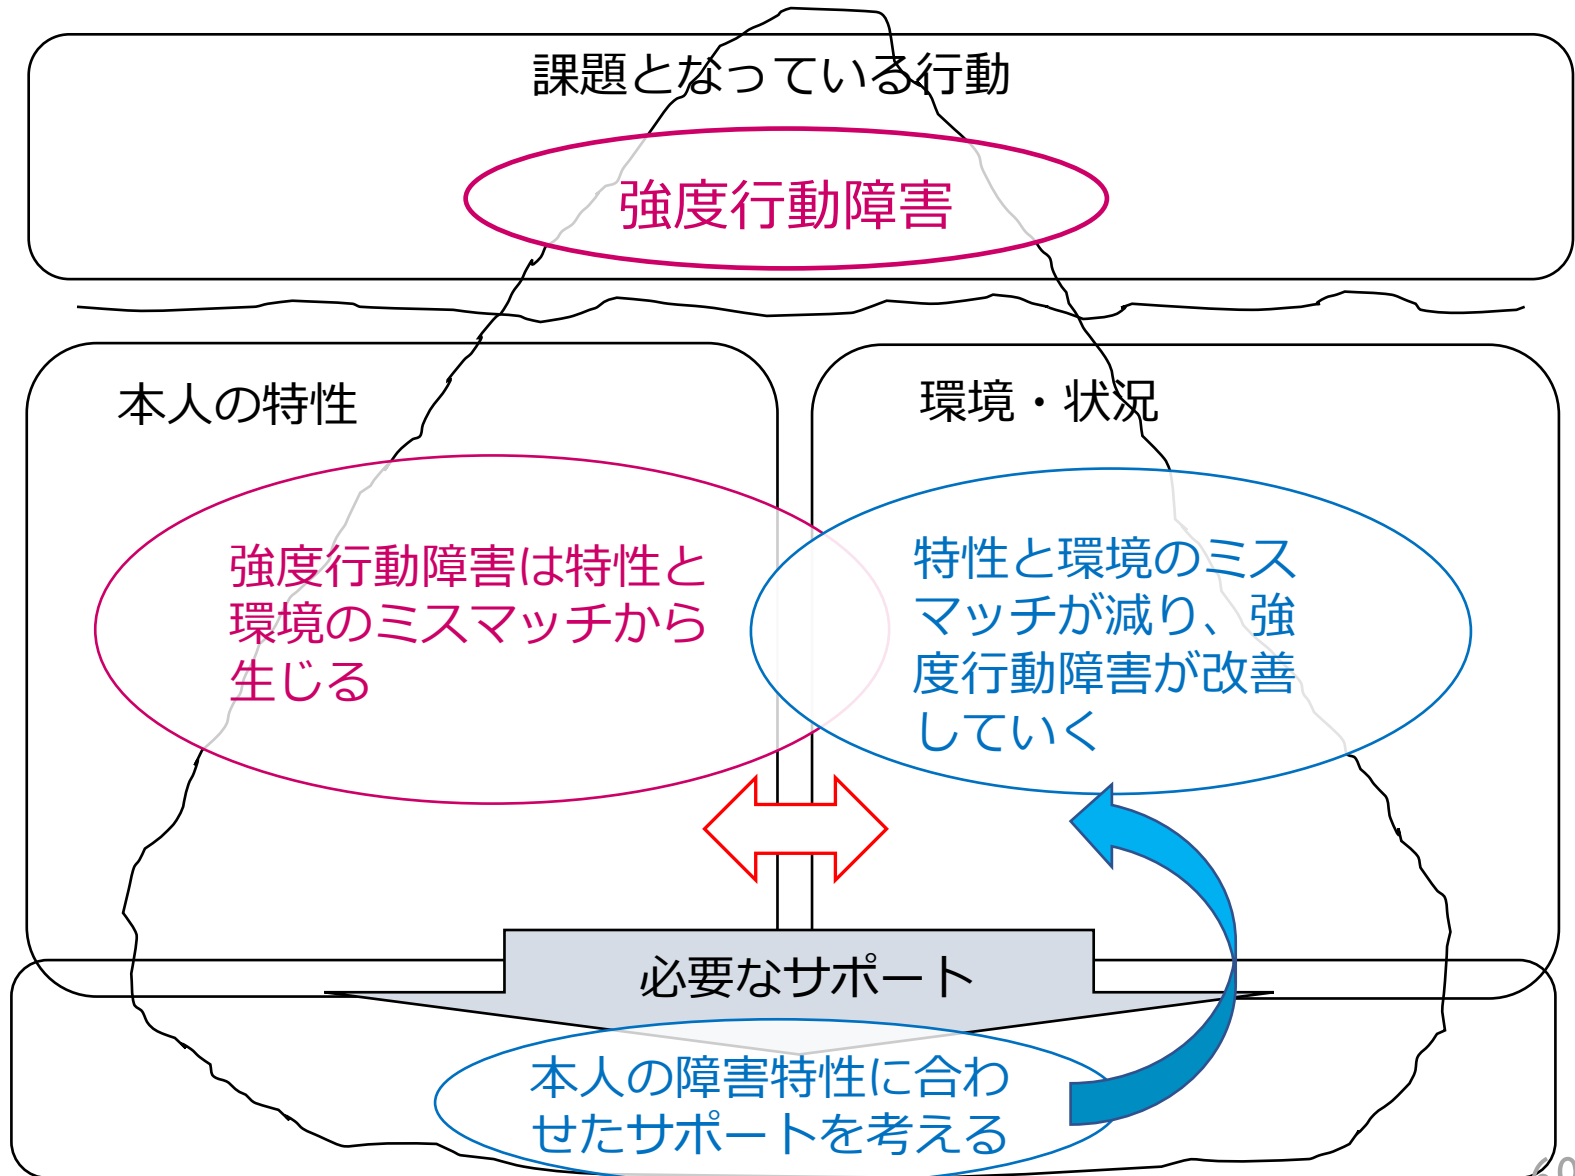 課題となっている行動
強度行動障害
本人の特性
強度行動障害は特性と
環境のミスマッチから
生じる
環境・状況
特性と環境のミス
マッチが減り、強
度行動障害が改善
していく
必要なサポート
本人の障害特性に合わ
せたサポートを考える